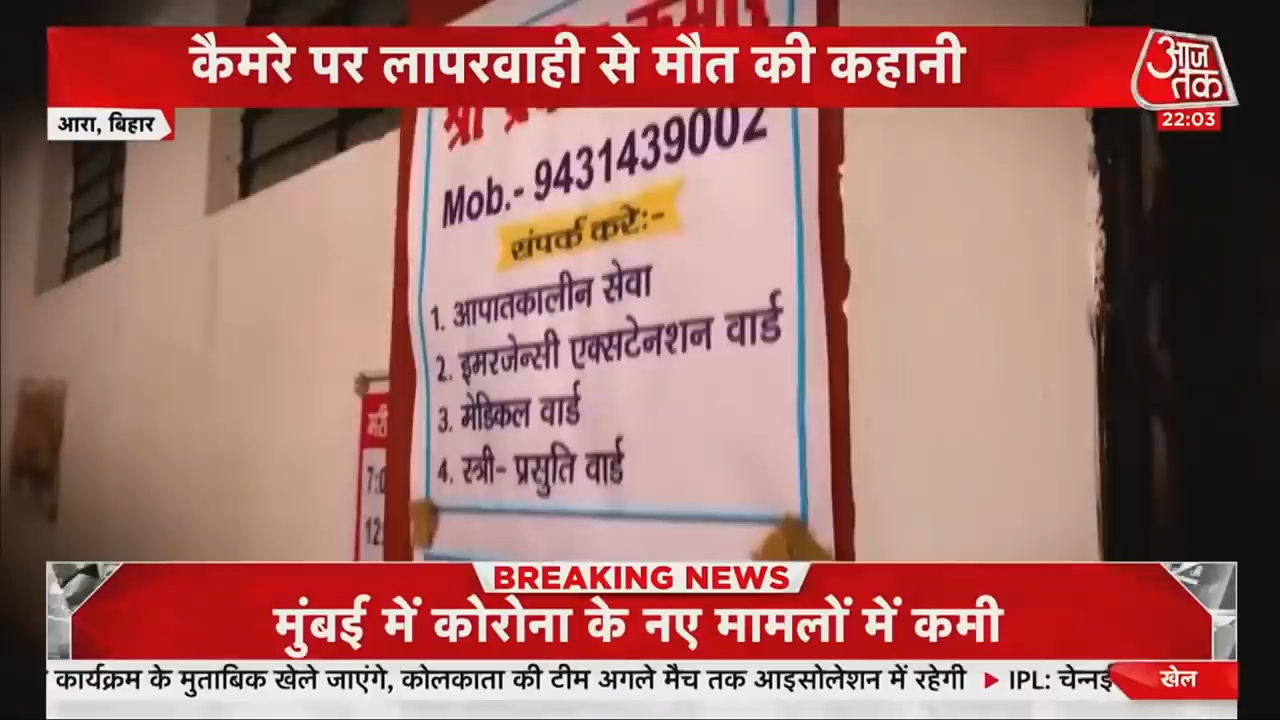 कैमरे पर लापरवाही से मौत की कहानी
आज तक
22:03
आरा, बिहार
Mob.- 9431439002
संपर्क करे:-
1. आपातकालीन सेवा
2. इमरजेन्सी एक्सटेनशन वार्ड
3. मेडिकल वार्ड
4. स्त्री- प्रसुति वार्ड
BREAKING NEWS
मुंबई में कोरोना के नए मामलों में कमी
कार्यक्रम के मुताबिक खेले जाएंगे, कोलकाता की टीम अगले मैच तक आइसोलेशन में रहेगी ▶ IPL: चेन्नई
खेल